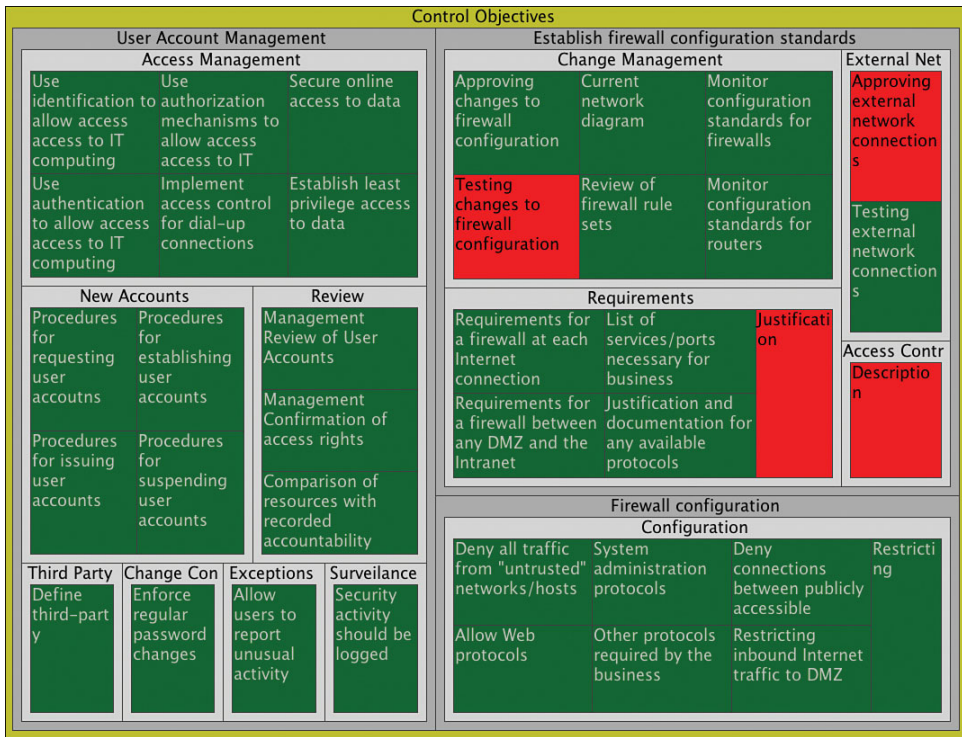 Control Objectives
User Account Management
Access Management
Use
identification to
allow access
access to IT
computing
Use
authorization
mechanisms to
allow access
access to IT
Secure online
access to data
Use
authentication
to allow access
access to IT
computing
Implement
access control
for dial-up
connections
Establish least
privilege access
to data
New Accounts
Procedures
for
requesting
user
accoutns
Procedures
for
establishing
user
accounts
Procedures
for issuing
user
accounts
Procedures
for
suspending
user
accounts
Review
Management
Review of User
Accounts
Management
Confirmation of
access rights
Comparison of
resources with
recorded
accountability
Third Party
Define
third-part
y
Change Con
Enforce
regular
password
changes
Exceptions
Allow
users to
report
unusual
activity
Surveilance
Security
activity
should be
logged
Establish firewall configuration standards
Change Management
Approving
changes to
firewall
configuration
Current
network
diagram
Monitor
configuration
standards for
firewalls
Testing
changes to
firewall
configuration
Review of
firewall rule
sets
Monitor
configuration
standards for
routers
External Net
Approving
external
network
connection
s
Testing
external
network
connection
s
Requirements
Requirements for
a firewall at each
Internet
connection
List of
services/ports
necessary for
business
Justificati
on
Requirements for
a firewall between
any DMZ and the
Intranet
Justification and
documentation for
any available
protocols
Access Contr
Descriptio
n
Firewall configuration
Configuration
Deny all traffic
from "untrusted"
networks/hosts
System
administration
protocols
Deny
connections
between publicly
accessible
Restricti
ng
Allow Web
protocols
Other protocols
required by the
business
Restricting
inbound Internet
traffic to DMZ